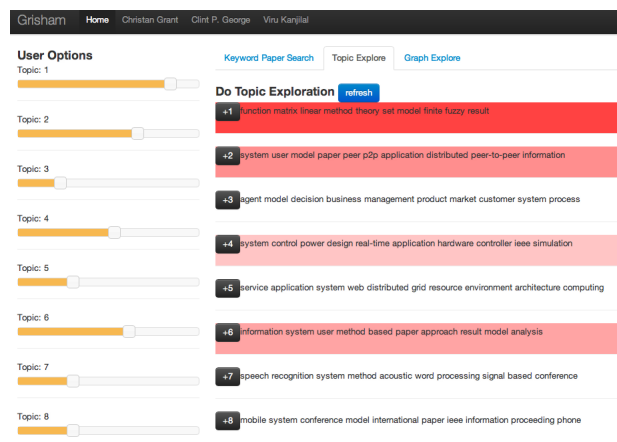 Grisham Home Christan Grant Clint P. George Viru Kanjilal
User Options
Topic: 1
Topic: 2
Topic: 3
Topic: 4
Topic: 5
Topic: 6
Topic: 7
Topic: 8
Keyword Paper Search Topic Explore Graph Explore
Do Topic Exploration refresh
+1 function matrix linear method theory set model finite fuzzy result
+2 system user model paper peer p2p application distributed peer-to-peer information
+3 agent model decision business management product market customer system process
+4 system control power design real-time application hardware controller ieee simulation
+5 service application system web distributed grid resource environment architecture computing
+6 information system user method based paper approach result model analysis
+7 speech recognition system method acoustic word processing signal based conference
+8 mobile system conference model international paper ieee information proceeding phone